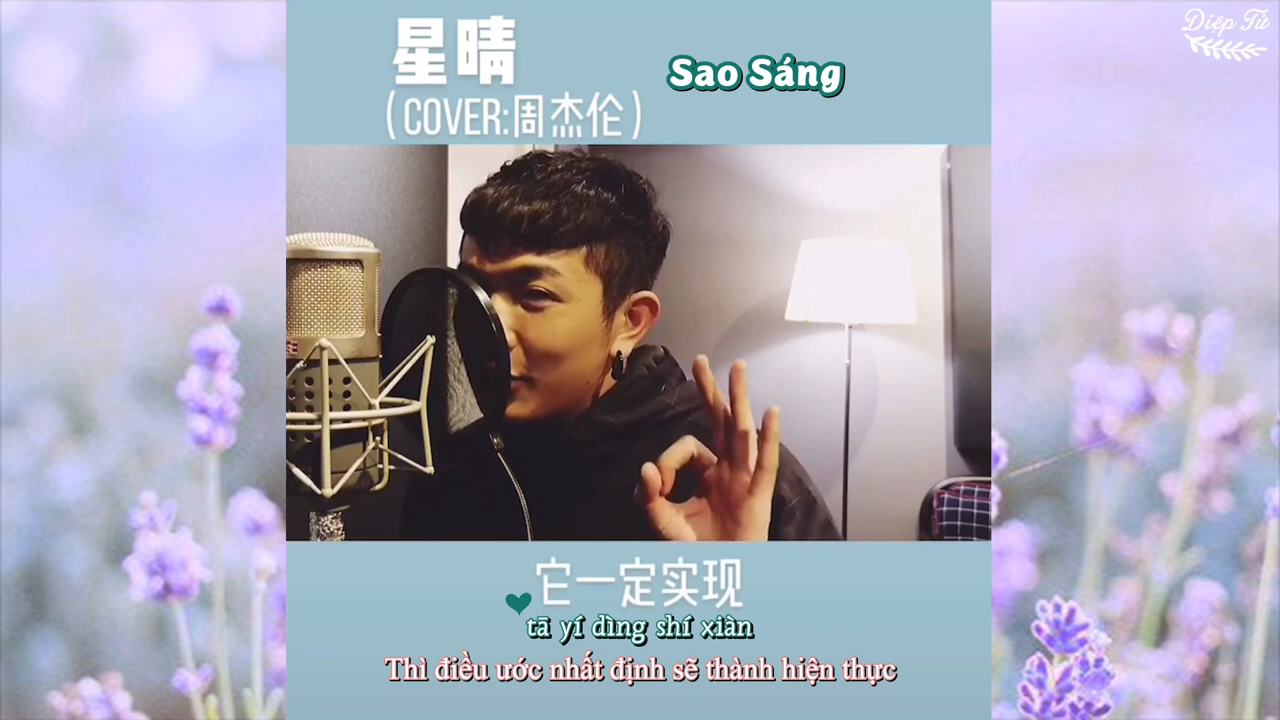 星晴
Sao Sáng
(COVER:周杰伦)
Diệp Tử
它一定实现
tā yí dìng shí xiàn
Thì điều ước nhất định sẽ thành hiện thực